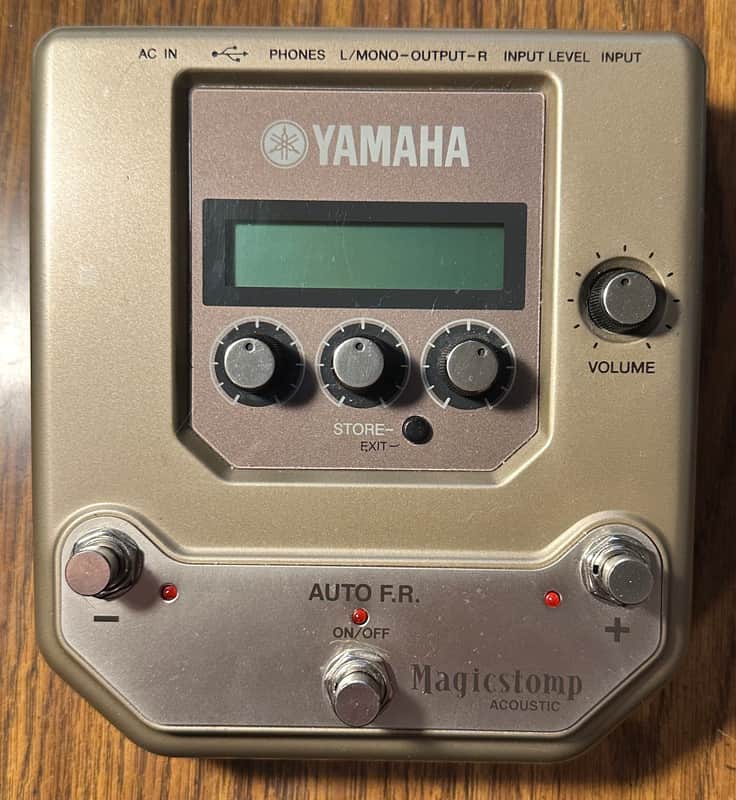 AC IN PHONES L/MONO-OUTPUT-R INPUT LEVEL INPUT
YAMAHA
VOLUME
STORE-
EXIT-
AUTO F.R.
ON/OFF
- +
Magicstomp
ACOUSTIC